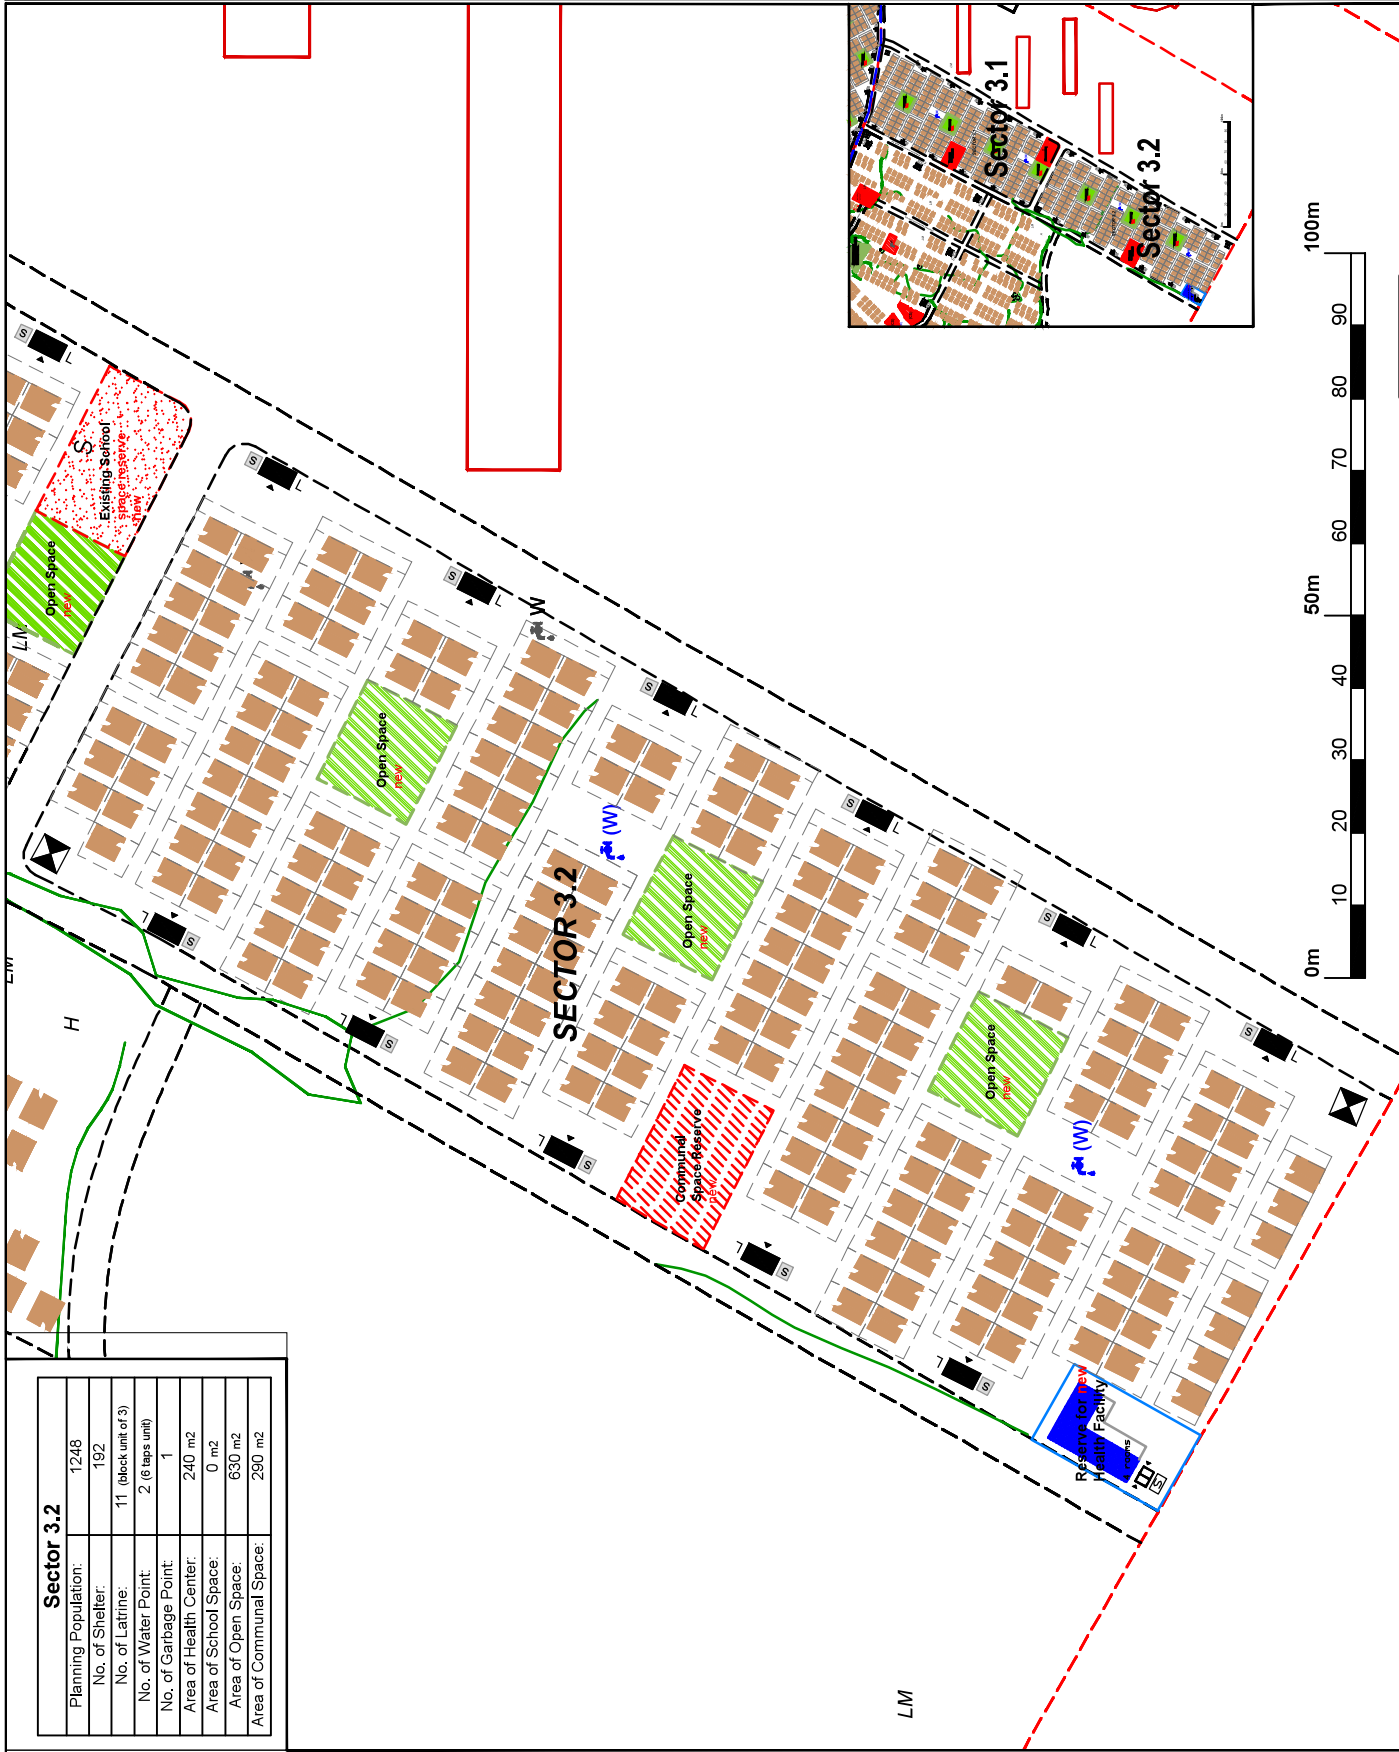 Sector 3.2
Planning Population: 1248
No. of Shelter: 192
No. of Latrine: 11 (block unit of 3)
No. of Water Point: 2 (6 taps unit)
No. of Garbage Point: 1
Area of Health Center: 240 m2
Area of School Space: 0 m2
Area of Open Space: 630 m2
Area of Communal Space: 290 m2
LM
H
LM
Open Space
new
S
Existing School
space reserve
new
S
L
S
L
S
L
W
S
L
S
L
S
L
S
L
L
S
L
S
L
S
L
S
L
S
Open Space
new
(W)
SECTOR 3.2
Open Space
new
Communal
Space Reserve
new
Open Space
new
(W)
Reserve for new
Health Facility
S
LM
Sector 3.1
Sector 3.2
0m
10
20
30
40
50m
60
70
80
90
100m